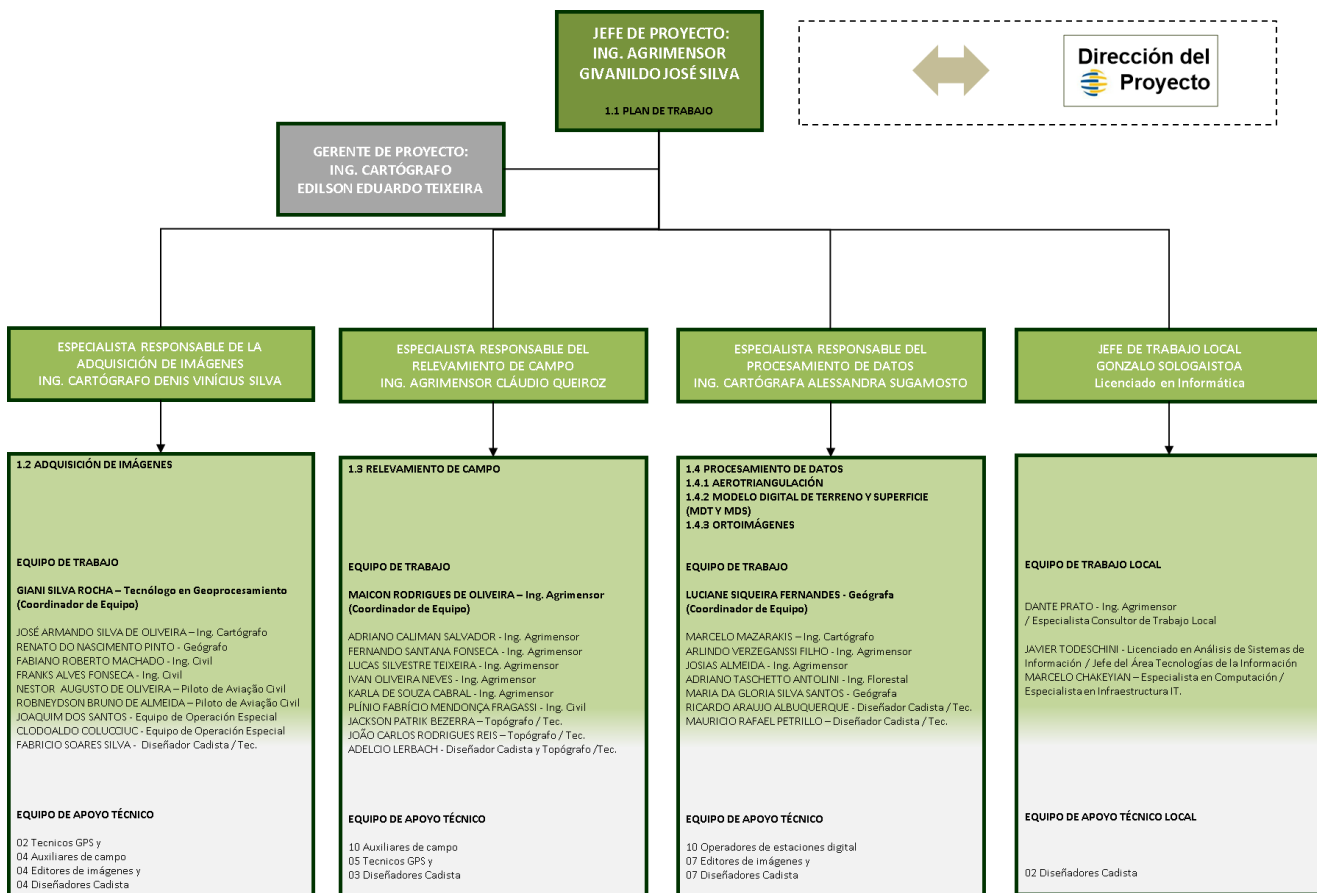 JEFE DE PROYECTO:
ING. AGRIMENSOR
GIVANILDO JOSÉ SILVA
1.1 PLAN DE TRABAJO
Dirección del
Proyecto
GERENTE DE PROYECTO:
ING. CARTÓGRAFO
EDILSON EDUARDO TEIXEIRA
ESPECIALISTA RESPONSABLE DE LA
ADQUISICIÓN DE IMÁGENES
ING. CARTÓGRAFO DENIS VINÍCIUS SILVA
ESPECIALISTA RESPONSABLE DEL
RELEVAMIENTO DE CAMPO
ING. AGRIMENSOR CLÁUDIO QUEIROZ
ESPECIALISTA RESPONSABLE DEL
PROCESAMIENTO DE DATOS
ING. CARTÓGRAFA ALESSANDRA SUGAMOSTO
JEFE DE TRABAJO LOCAL
GONZALO SOLOGAISTOA
Licenciado en Informática
1.2 ADQUISICIÓN DE IMÁGENES
EQUIPO DE TRABAJO
GIANI SILVA ROCHA – Tecnólogo en Geoprocesamiento
(Coordinador de Equipo)
JOSÉ ARMANDO SILVA DE OLIVEIRA – Ing. Cartógrafo
RENATO DO NASCIMENTO PINTO - Geógrafo
FABIANO ROBERTO MACHADO - Ing. Civil
FRANKS ALVES FONSECA - Ing. Civil
NESTOR AUGUSTO DE OLIVEIRA – Piloto de Aviação Civil
ROBNEYDSON BRUNO DE ALMEIDA – Piloto de Aviação Civil
JOAQUIM DOS SANTOS - Equipo de Operación Especial
CLODOALDO COLUCCIUC - Equipo de Operación Especial
FABRICIO SOARES SILVA - Diseñador Cadista / Tec.
EQUIPO DE APOYO TÉCNICO
02 Tecnicos GPS y
04 Auxiliares de campo
04 Editores de imágenes y
04 Diseñadores Cadista
1.3 RELEVAMIENTO DE CAMPO
EQUIPO DE TRABAJO
MAICON RODRIGUES DE OLIVEIRA – Ing. Agrimensor
(Coordinador de Equipo)
ADRIANO CALIMAN SALVADOR - Ing. Agrimensor
FERNANDO SANTANA FONSECA - Ing. Agrimensor
LUCAS SILVESTRE TEIXEIRA - Ing. Agrimensor
IVAN OLIVEIRA NEVES - Ing. Agrimensor
KARLA DE SOUZA CABRAL - Ing. Agrimensor
PLÍNIO FABRÍCIO MENDONÇA FRAGASSI - Ing. Civil
JACKSON PATRIK BEZERRA – Topógrafo / Tec.
JOÃO CARLOS RODRIGUES REIS – Topógrafo / Tec.
ADELCIO LERBACH - Diseñador Cadista y Topógrafo /Tec.
EQUIPO DE APOYO TÉCNICO
10 Auxiliares de campo
05 Tecnicos GPS y
03 Diseñadores Cadista
1.4 PROCESAMIENTO DE DATOS
1.4.1 AEROTRIANGULACIÓN
1.4.2 MODELO DIGITAL DE TERRENO Y SUPERFICIE
(MDT Y MDS)
1.4.3 ORTOIMÁGENES
EQUIPO DE TRABAJO
LUCIANE SIQUEIRA FERNANDES - Geógrafa
(Coordinador de Equipo)
MARCELO MAZARAKIS – Ing. Cartógrafo
ARLINDO VERZEGANSSI FILHO - Ing. Agrimensor
JOSIAS ALMEIDA - Ing. Agrimensor
ADRIANO TASCHETTO ANTOLINI - Ing. Florestal
MARIA DA GLORIA SILVA SANTOS - Geógrafa
RICARDO ARAUJO ALBUQUERQUE - Diseñador Cadista / Tec.
MAURICIO RAFAEL PETRILLO – Diseñador Cadista / Tec.
EQUIPO DE APOYO TÉCNICO
10 Operadores de estaciones digital
07 Editores de imágenes y
07 Diseñadores Cadista
EQUIPO DE TRABAJO LOCAL
DANTE PRATO - Ing. Agrimensor
/ Especialista Consultor de Trabajo Local
JAVIER TODESCHINI - Licenciado en Análisis de Sistemas de
Información / Jefe del Área Tecnologías de la Información
MARCELO CHAKEYIAN – Especialista en Computación /
Especialista en Infraestructura IT.
EQUIPO DE APOYO TÉCNICO LOCAL
02 Diseñadores Cadista